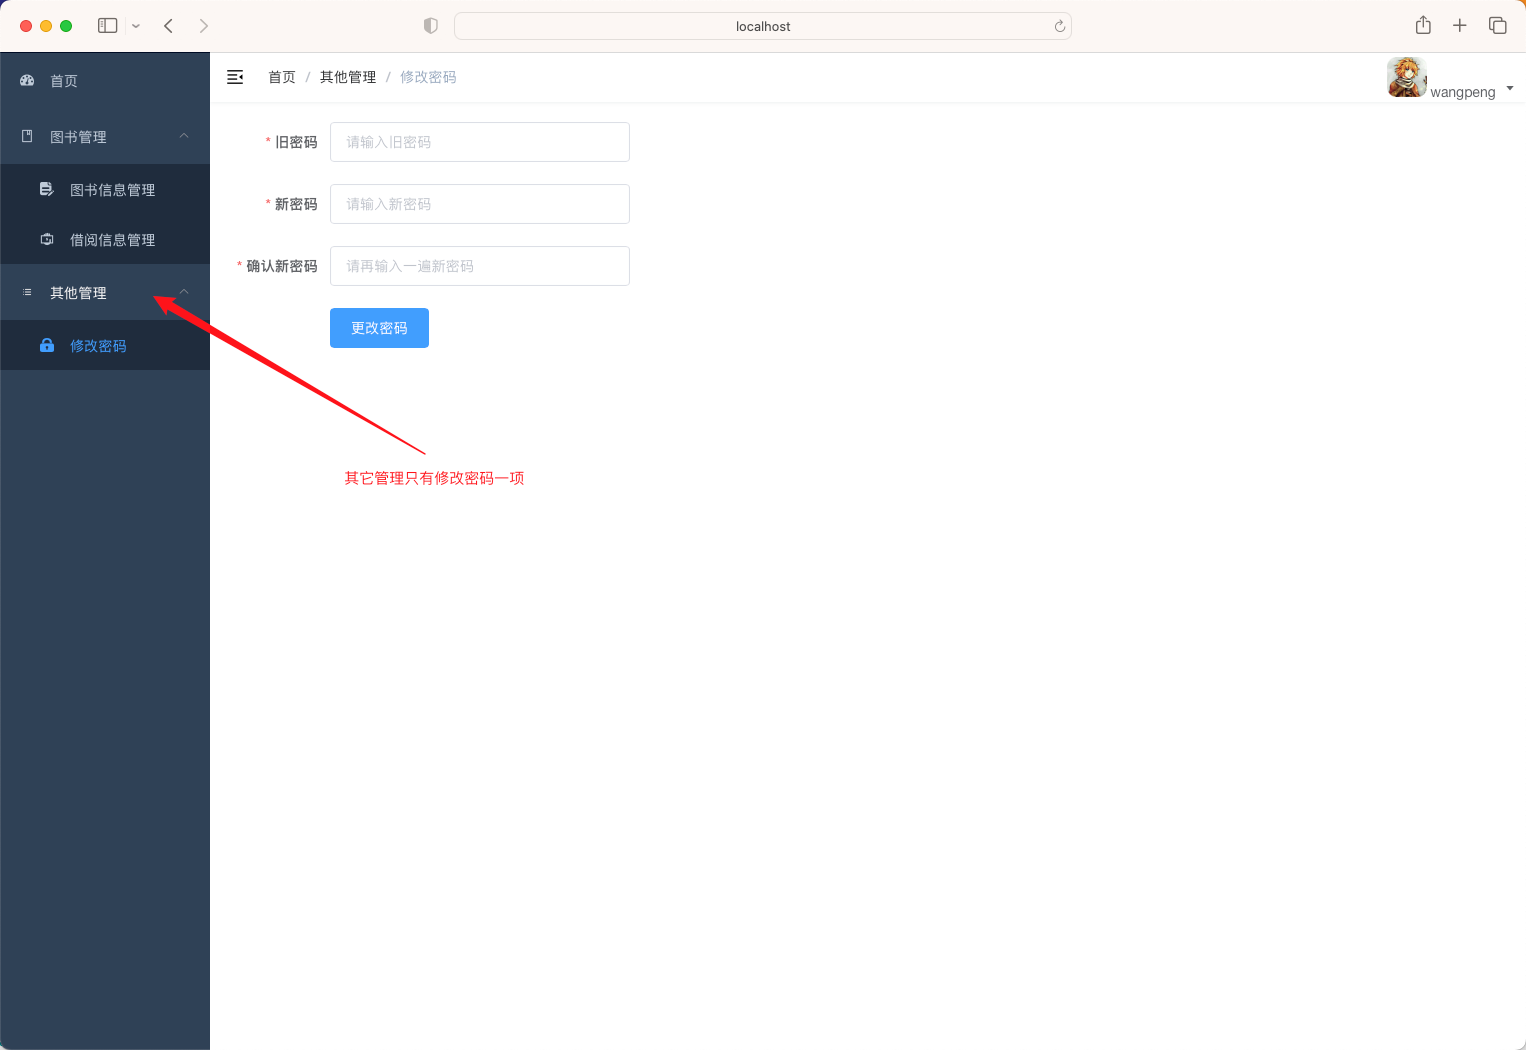 localhost
首页
图书管理
图书信息管理
借阅信息管理
其他管理
修改密码
首页 / 其他管理 / 修改密码
wangpeng
* 旧密码 请输入旧密码
* 新密码 请输入新密码
* 确认新密码 请再输入一遍新密码
更改密码
其它管理只有修改密码一项